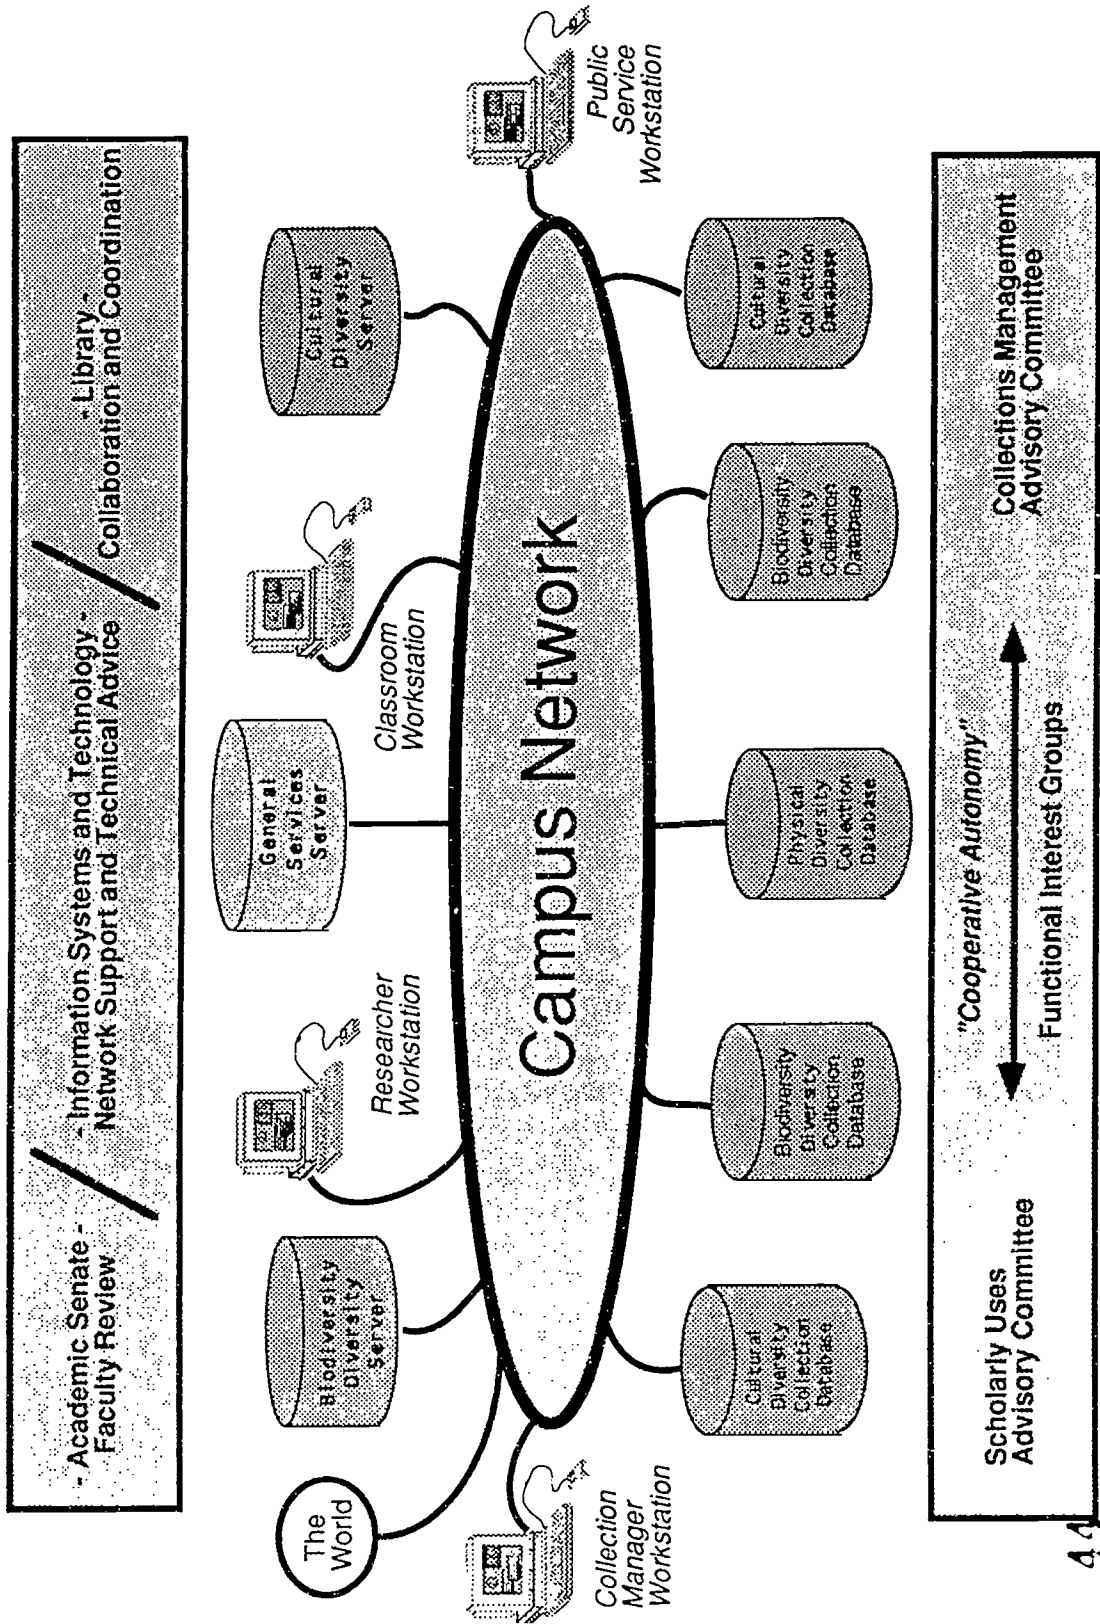 - Academic Senate -
Faculty Review
- Information Systems and Technology -
Network Support and Technical Advice
- Library -
Collaboration and Coordination
The
World
Biodiversity
Diversity
Server
Researcher
Workstation
General
Services
Server
Classroom
Workstation
Cultural
Diversity
Server
Collection
Manager
Workstation
Campus Network
Public
Service
Workstation
Cultural
Diversity
Collection
Database
Biodiversity
Diversity
Collection
Database
Physical
Diversity
Collection
Database
Biodiversity
Diversity
Collection
Database
Cultural
Diversity
Collection
Database
Scholarly Uses
Advisory Committee
"Cooperative Autonomy"
Functional Interest Groups
Collections Management
Advisory Committee
44